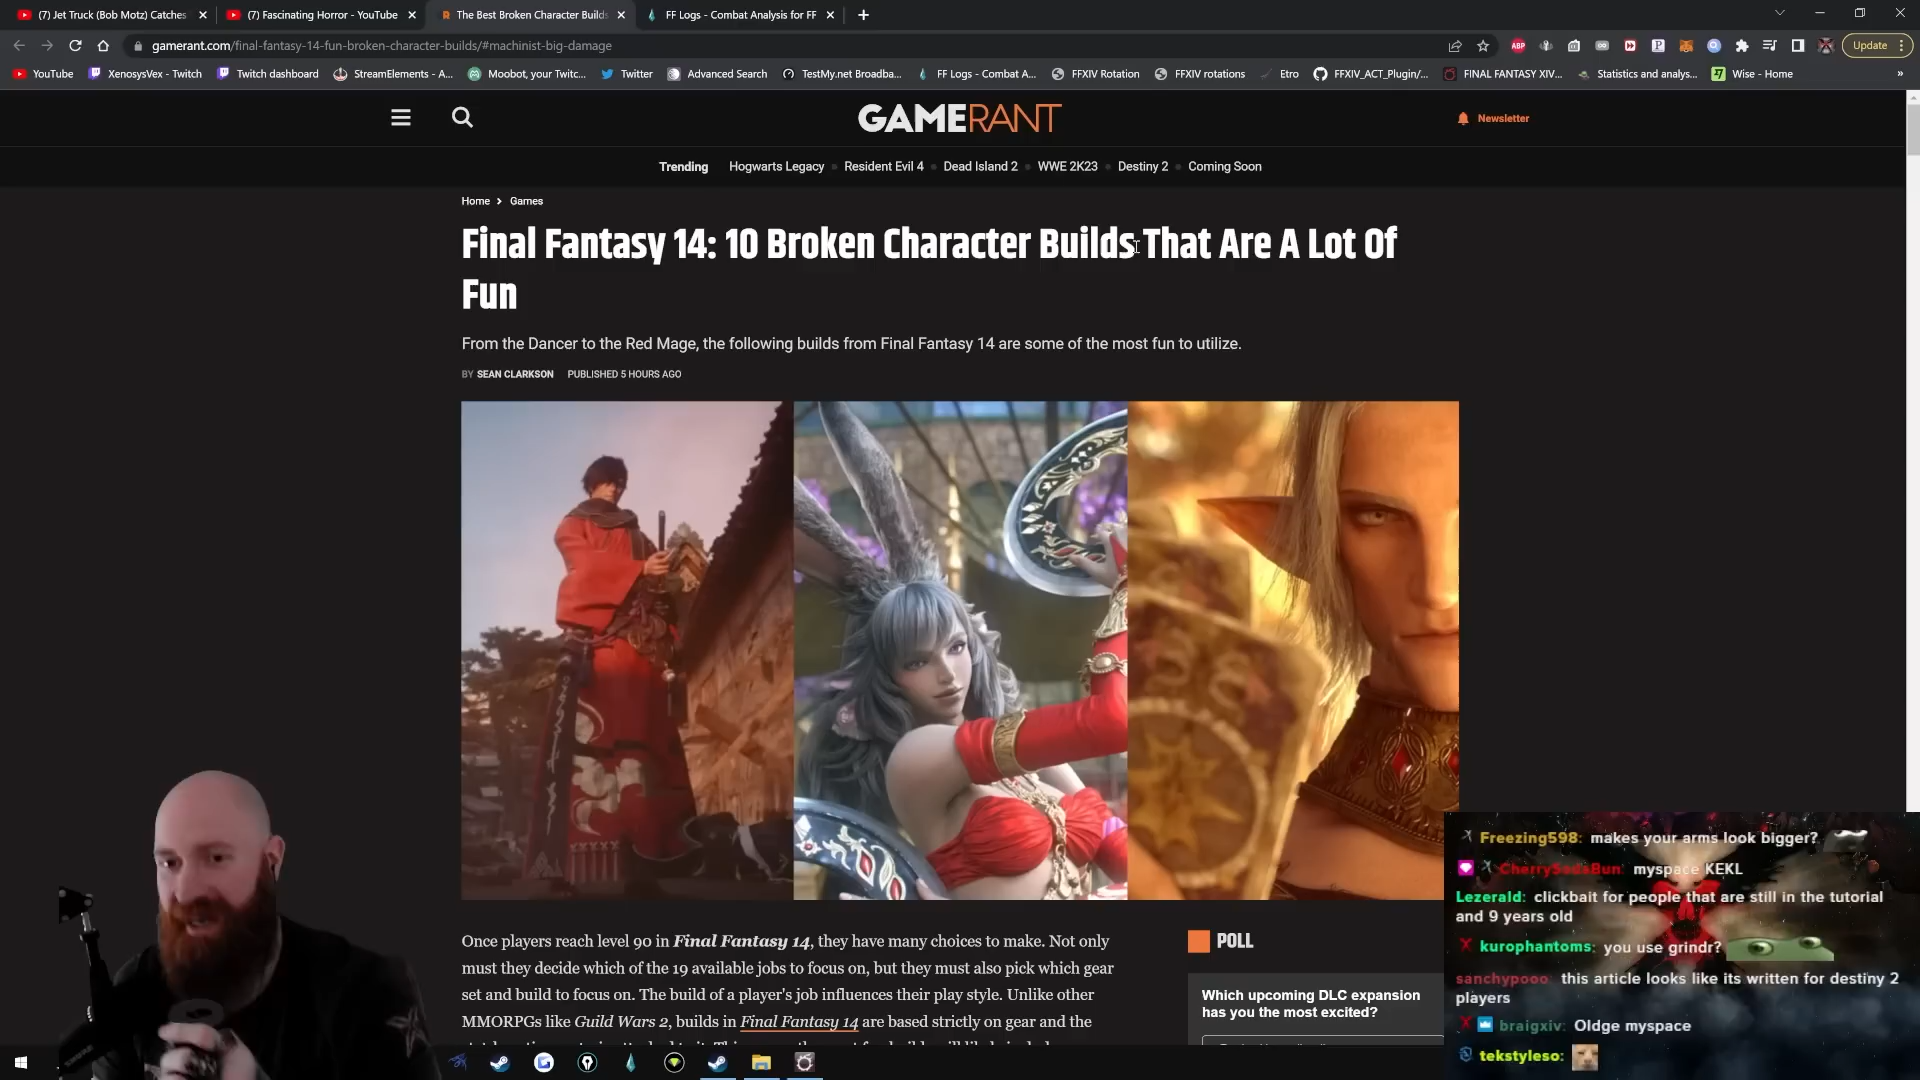 (7) Jet Truck (Bob Motz) Catches
(7) Fascinating Horror - YouTube
The Best Broken Character Builds
FF Logs - Combat Analysis for FF
gamerant.com/final-fantasy-14-fun-broken-character-builds/#machinist-big-damage
ABP
Update
YouTube
XenosysVex - Twitch
Twitch dashboard
StreamElements - A...
Moobot, your Twitc...
Twitter
Advanced Search
TestMy.net Broadba...
FF Logs - Combat A...
FFXIV Rotation
FFXIV rotations
Etro
FFXIV_ACT_Plugin/...
FINAL FANTASY XIV...
Statistics and analys...
Wise - Home
»
GAMERANT
Newsletter
Trending
Hogwarts Legacy
Resident Evil 4
Dead Island 2
WWE 2K23
Destiny 2
Coming Soon
Home > Games
Final Fantasy 14: 10 Broken Character Builds That Are A Lot Of
Fun
From the Dancer to the Red Mage, the following builds from Final Fantasy 14 are some of the most fun to utilize.
BY SEAN CLARKSON PUBLISHED 5 HOURS AGO
Once players reach level 90 in Final Fantasy 14, they have many choices to make. Not only
must they decide which of the 19 available jobs to focus on, but they must also pick which gear
set and build to focus on. The build of a player's job influences their play style. Unlike other
MMORPGs like Guild Wars 2, builds in Final Fantasy 14 are based strictly on gear and the
POLL
Which upcoming DLC expansion
has you the most excited?
Freezing598: makes your arms look bigger?
CherrySodaBun: myspace KEKL
Lezerald: clickbait for people that are still in the tutorial
and 9 years old
kurophantoms: you use grindr?
sanchypooo: this article looks like its written for destiny 2
players
braigxiv: Oldge myspace
tekstyleso: